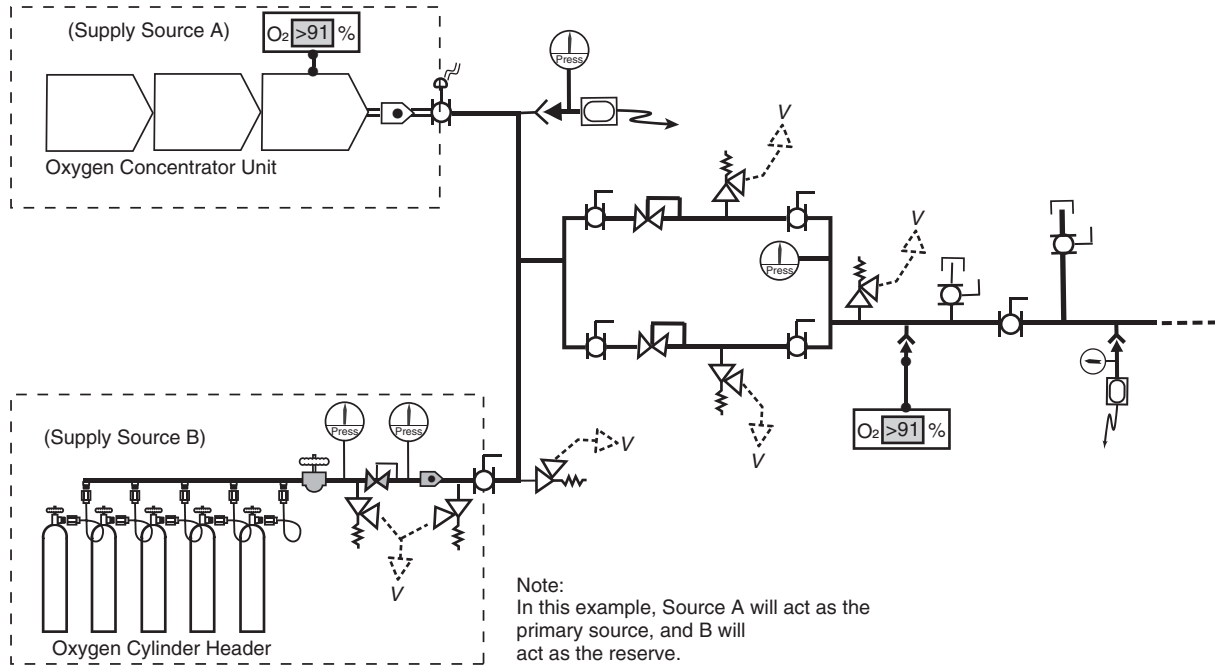 (Supply Source A)
O2 >91 %
Oxygen Concentrator Unit
Press
V
V
Press
V
O2 >91 %
V
(Supply Source B)
Press
Press
V
V
Oxygen Cylinder Header
Note:
In this example, Source A will act as the
primary source, and B will
act as the reserve.